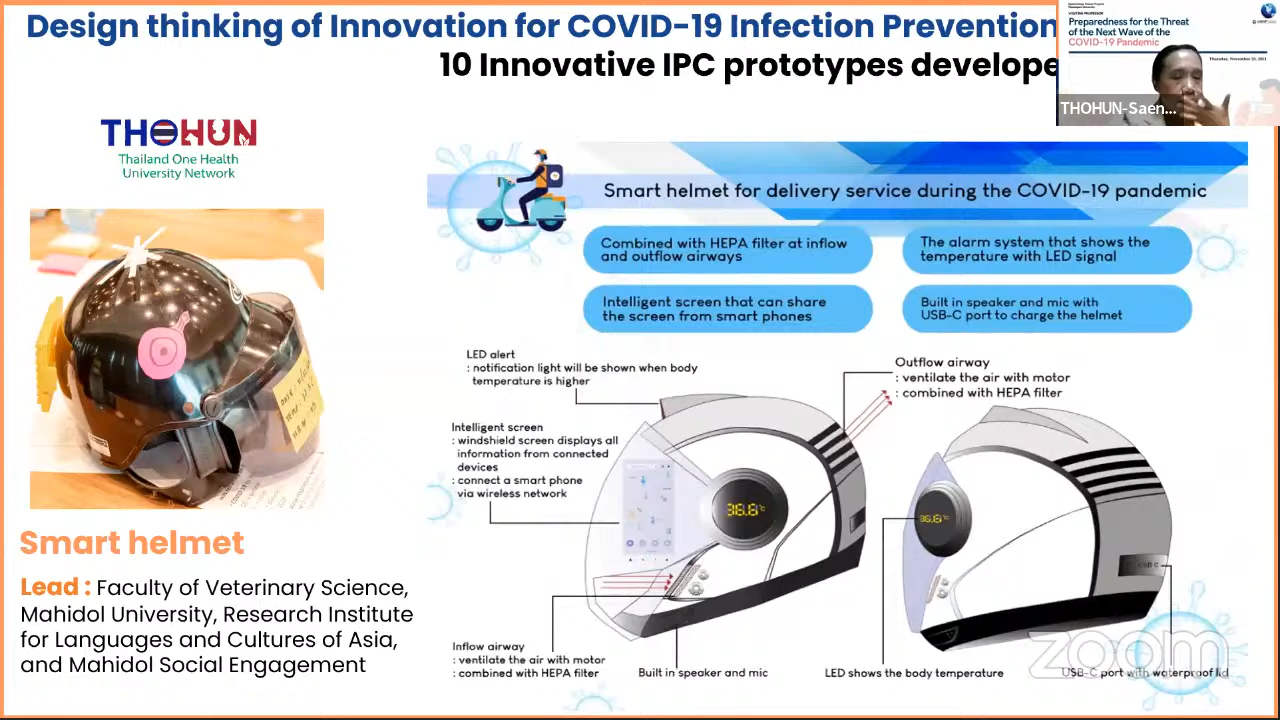 Design thinking of Innovation for COVID-19 Infection Prevention
10 Innovative IPC prototypes develope
Preparedness for the Threat
of the Next Wave of the
COVID-19 Pandemic
Thursday, November 25, 2021
THOHUN-Saen...
THOHUN
Thailand One Health
University Network
Smart helmet for delivery service during the COVID-19 pandemic
Combined with HEPA filter at inflow
and outflow airways
The alarm system that shows the
temperature with LED signal
Intelligent screen that can share
the screen from smart phones
Built in speaker and mic with
USB-C port to charge the helmet
LED alert
: notification light will be shown when body
temperature is higher
Outflow airway
: ventilate the air with motor
: combined with HEPA filter
Intelligent screen
: windshield screen displays all
information from connected
devices
: connect a smart phone
via wireless network
36.6°C
36.6°C
USB C
Inflow airway
: ventilate the air with motor
: combined with HEPA filter
Built in speaker and mic
LED shows the body temperature
USB-C port with waterproof lid
zoom
Smart helmet
Lead : Faculty of Veterinary Science,
Mahidol University, Research Institute
for Languages and Cultures of Asia,
and Mahidol Social Engagement